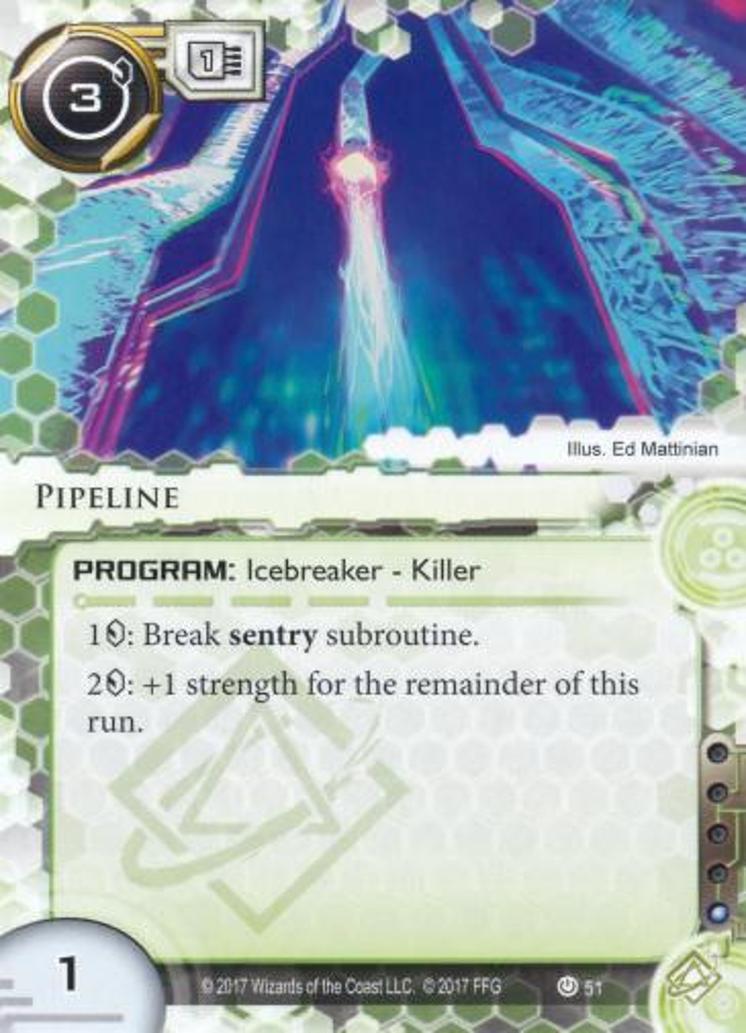 3
1
Illus. Ed Mattinian
Pipeline
PROGRAM: Icebreaker - Killer
1: Break sentry subroutine.
2: +1 strength for the remainder of this
run.
1
© 2017 Wizards of the Coast LLC. © 2017 FFG
51